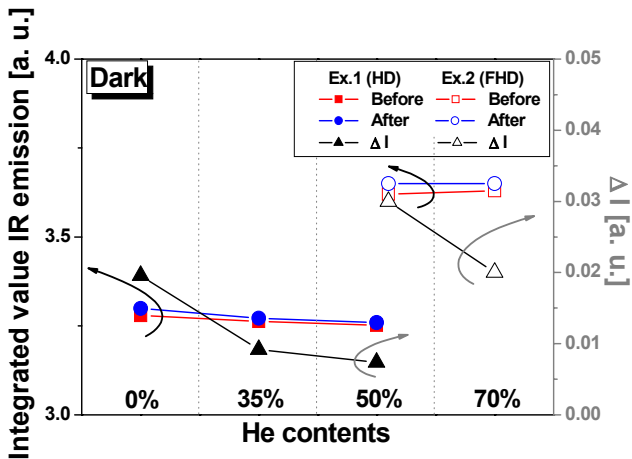 Integrated value IR emission [a. u.]
4.0
3.5
3.0
Dark
Ex.1 (HD) Ex.2 (FHD)
Before Before
After After
Δ I Δ I
0.05
0.04
0.03
0.02
0.01
0.00
Δ I [a. u.]
0% 35% 50% 70%
He contents